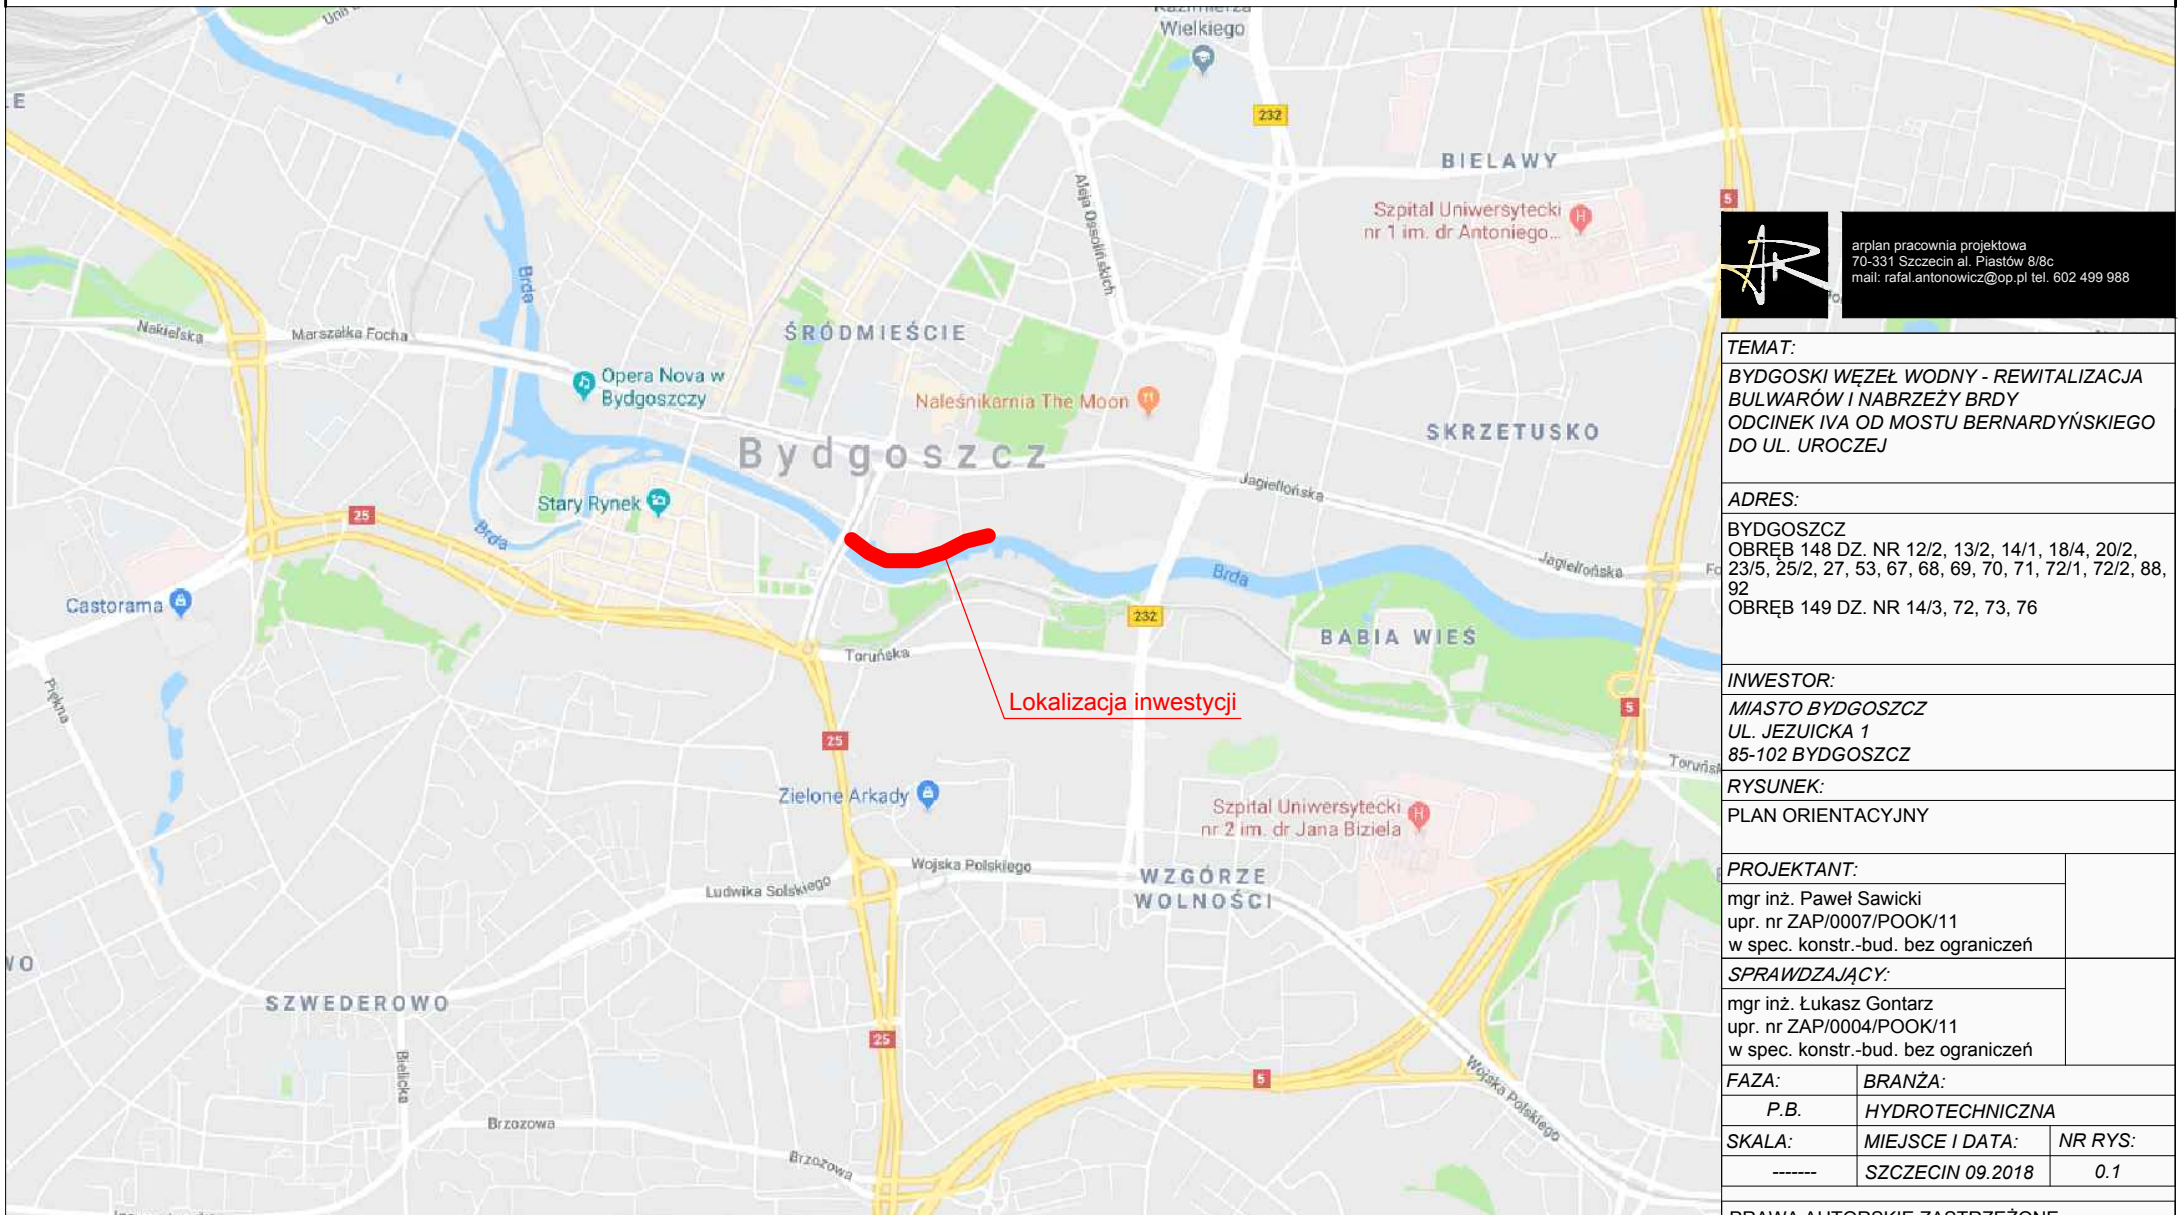 Wielkiego
232
BIELAWY
Szpital Uniwersytecki
nr 1 im. dr Antoniego...
5
Aleja Ossolińskich
Brda
Nakielska
Marszałka Focha
ŚRÓDMIEŚCIE
Opera Nova w
Bydgoszczy
Naleśnikarnia The Moon
Bydgoszcz
SKRZETUSKO
Jagiellońska
Stary Rynek
25
Brda
Brda
Jagiellońska
Castorama
232
BABIA WIEŚ
Toruńska
Piękna
Lokalizacja inwestycji
5
25
Zielone Arkady
Szpital Uniwersytecki
nr 2 im. dr Jana Biziela
Wojska Polskiego
Ludwika Solskiego
WZGÓRZE
WOLNOŚCI
SZWEDEROWO
25
5
Bielicka
Wojska Polskiego
Brzozowa
Brzozowa
AR
arplan pracownia projektowa
70-331 Szczecin al. Piastów 8/8c
mail: rafal.antonowicz@op.pl tel. 602 499 988
TEMAT:
BYDGOSKI WĘZEŁ WODNY - REWITALIZACJA
BULWARÓW I NABRZEŻY BRDY
ODCINEK IVA OD MOSTU BERNARDYŃSKIEGO
DO UL. UROCZEJ
ADRES:
BYDGOSZCZ
OBRĘB 148 DZ. NR 12/2, 13/2, 14/1, 18/4, 20/2,
23/5, 25/2, 27, 53, 67, 68, 69, 70, 71, 72/1, 72/2, 88,
92
OBRĘB 149 DZ. NR 14/3, 72, 73, 76
INWESTOR:
MIASTO BYDGOSZCZ
UL. JEZUICKA 1
85-102 BYDGOSZCZ
RYSUNEK:
PLAN ORIENTACYJNY
PROJEKTANT:
mgr inż. Paweł Sawicki
upr. nr ZAP/0007/POOK/11
w spec. konstr.-bud. bez ograniczeń
SPRAWDZAJĄCY:
mgr inż. Łukasz Gontarz
upr. nr ZAP/0004/POOK/11
w spec. konstr.-bud. bez ograniczeń
FAZA: BRANŻA:
P.B. HYDROTECHNICZNA
SKALA: MIEJSCE I DATA: NR RYS:
------- SZCZECIN 09.2018 0.1
PRAWA AUTORSKIE ZASTRZEŻONE